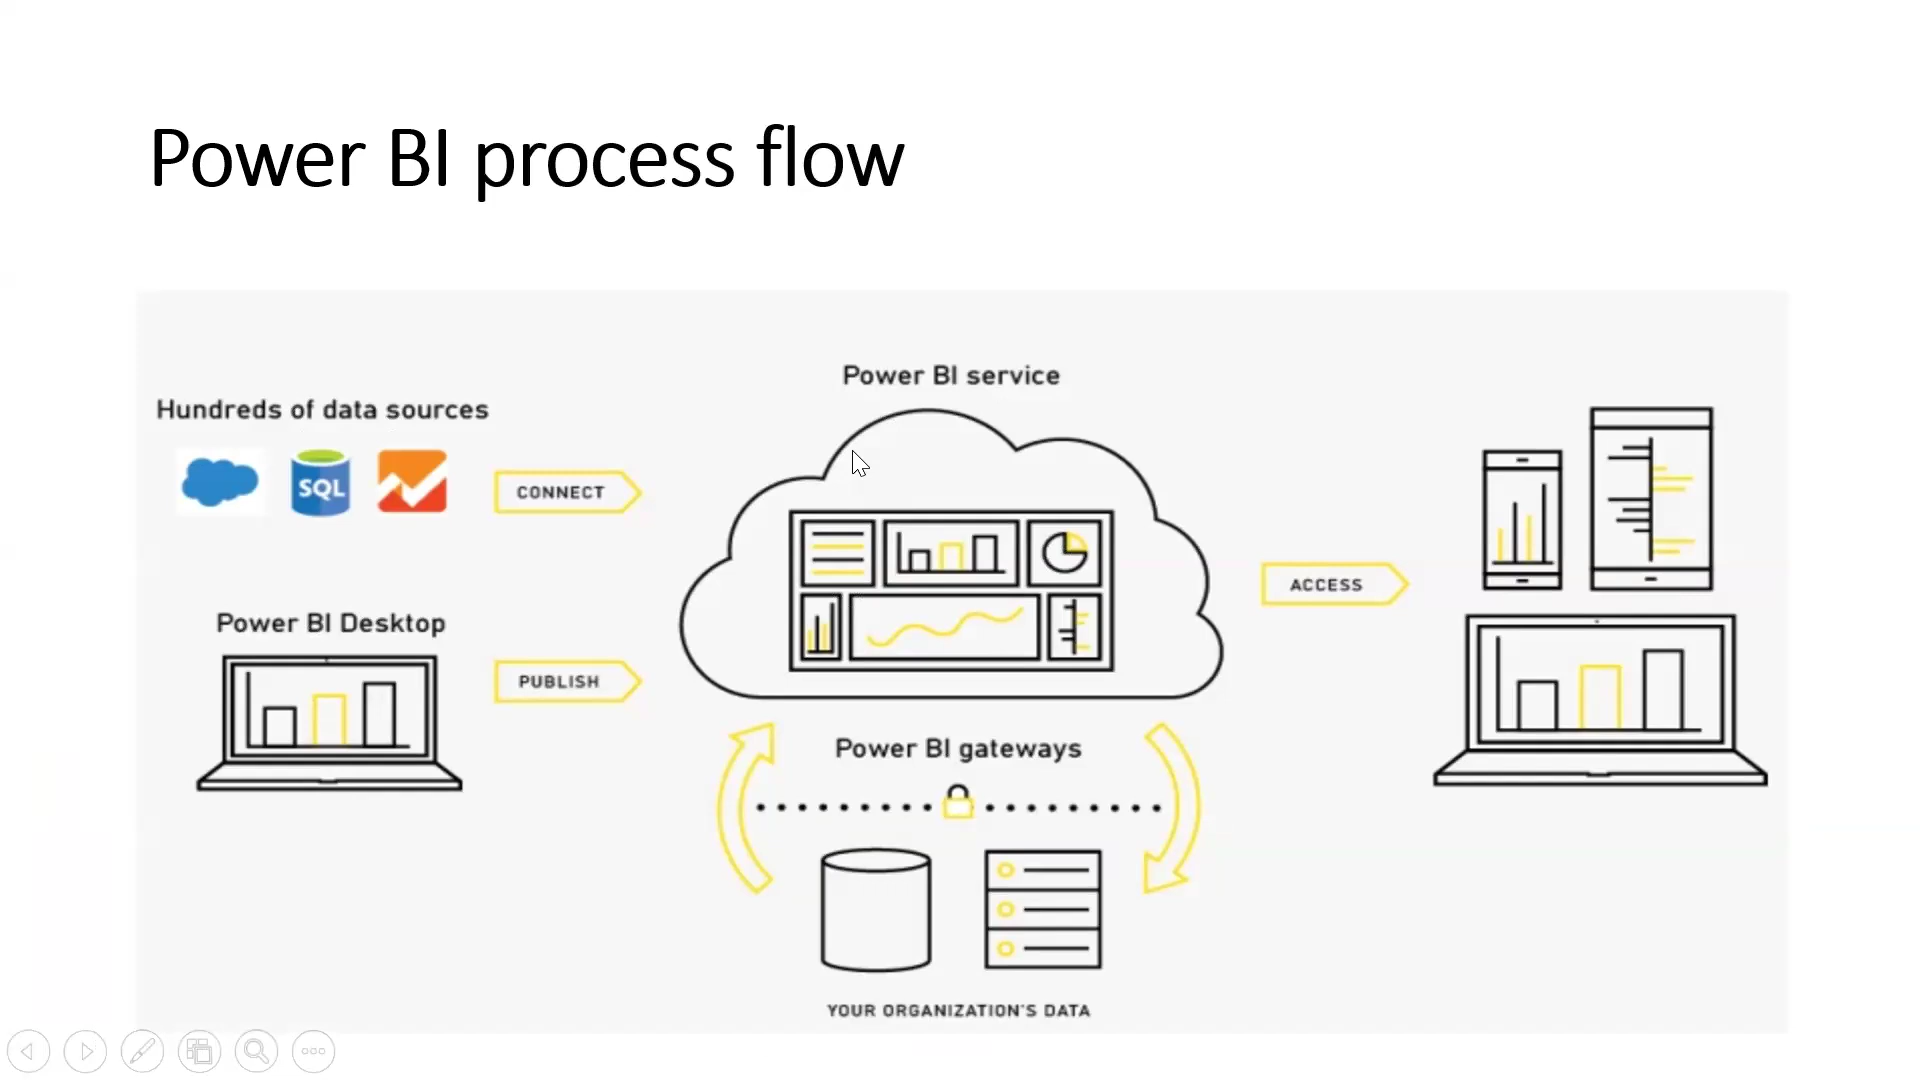 Power BI process flow
Power BI service
Hundreds of data sources
SQL
CONNECT
ACCESS
Power BI Desktop
PUBLISH
Power BI gateways
YOUR ORGANIZATION'S DATA